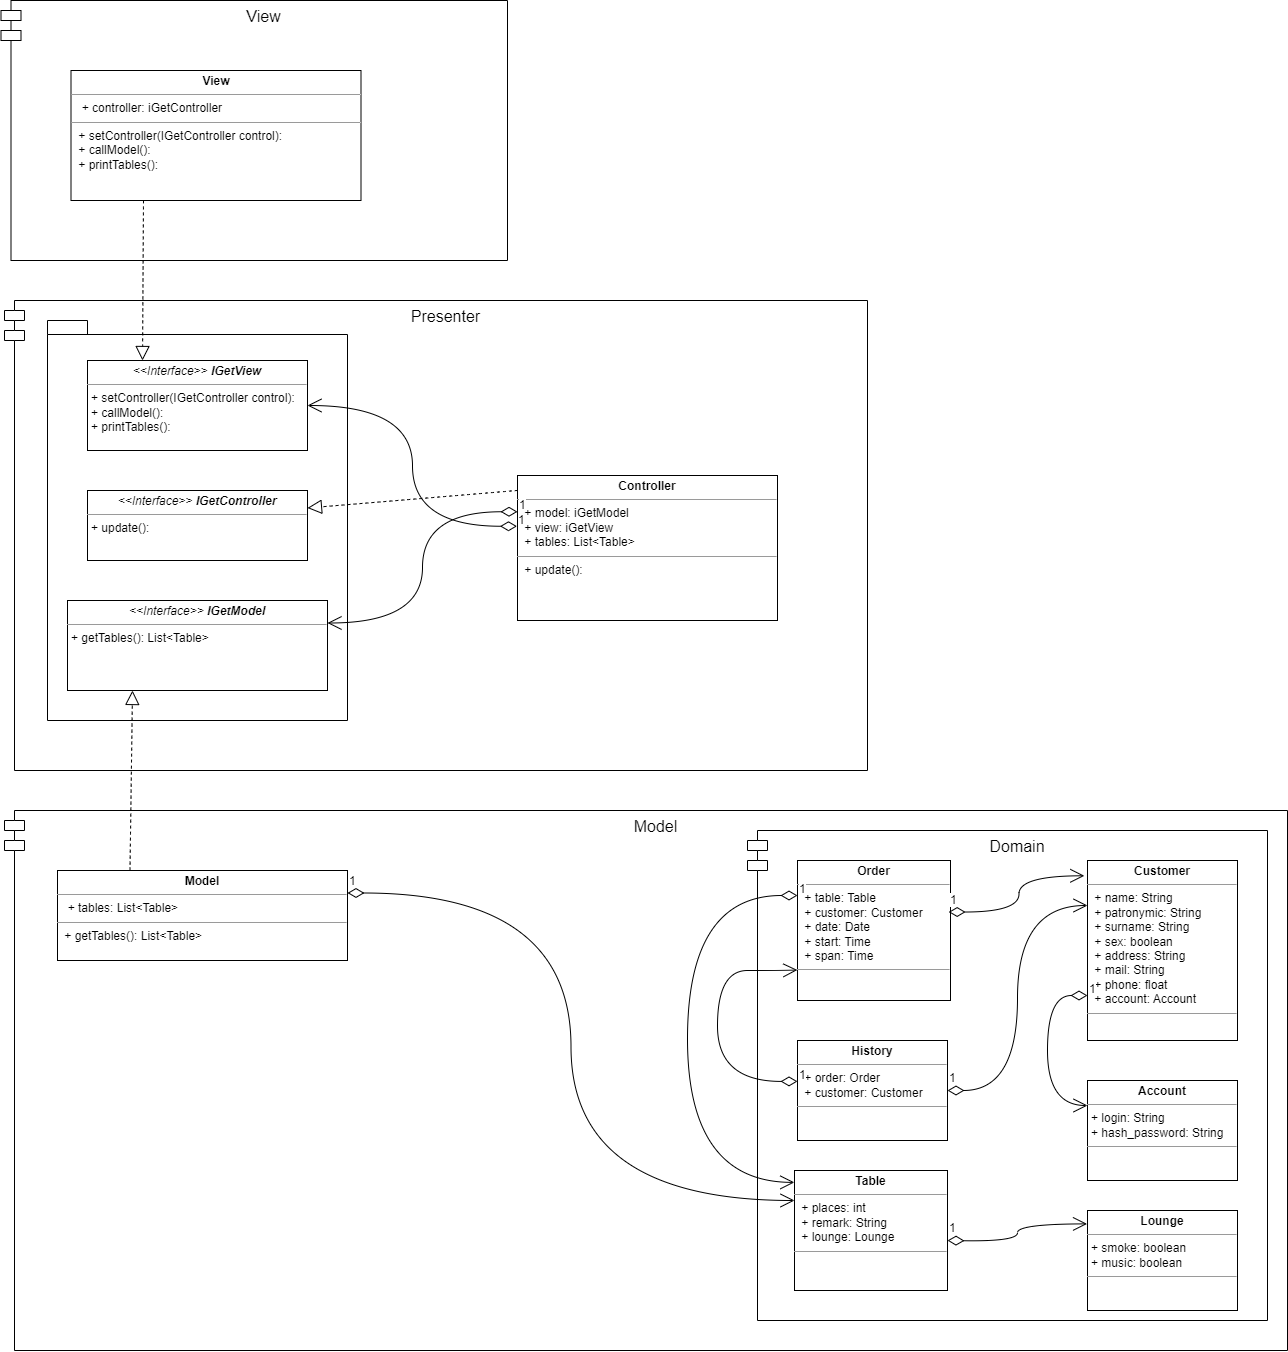 View
View
+ controller: iGetController
+ setController(IGetController control):
+ callModel():
+ printTables():
Presenter
<<Interface>> IGetView
+ setController(IGetController control):
+ callModel():
+ printTables():
<<Interface>> IGetController
+ update():
<<Interface>> IGetModel
+ getTables(): List<Table>
Controller
1
+ model: iGetModel
1
+ view: iGetView
+ tables: List<Table>
+ update():
Model
Model
1
+ tables: List<Table>
+ getTables(): List<Table>
Domain
Order
1
+ table: Table
1
+ customer: Customer
+ date: Date
+ start: Time
+ span: Time
Customer
+ name: String
+ patronymic: String
+ surname: String
+ sex: boolean
+ address: String
+ mail: String
+ phone: float
1
+ account: Account
History
1
+ order: Order
1
+ customer: Customer
Account
+ login: String
+ hash_password: String
Table
+ places: int
+ remark: String
+ lounge: Lounge
1
Lounge
+ smoke: boolean
+ music: boolean